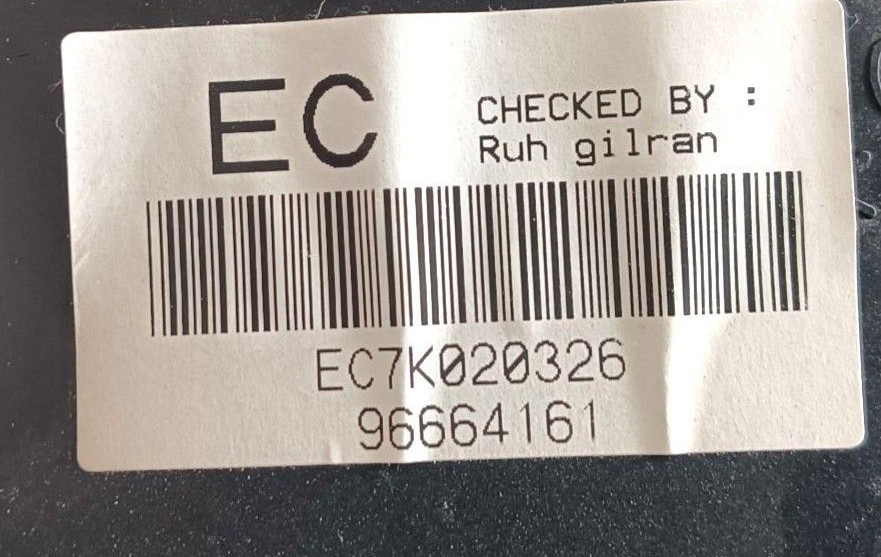 EC
CHECKED BY :
Ruh gilran
EC7K020326
96664161